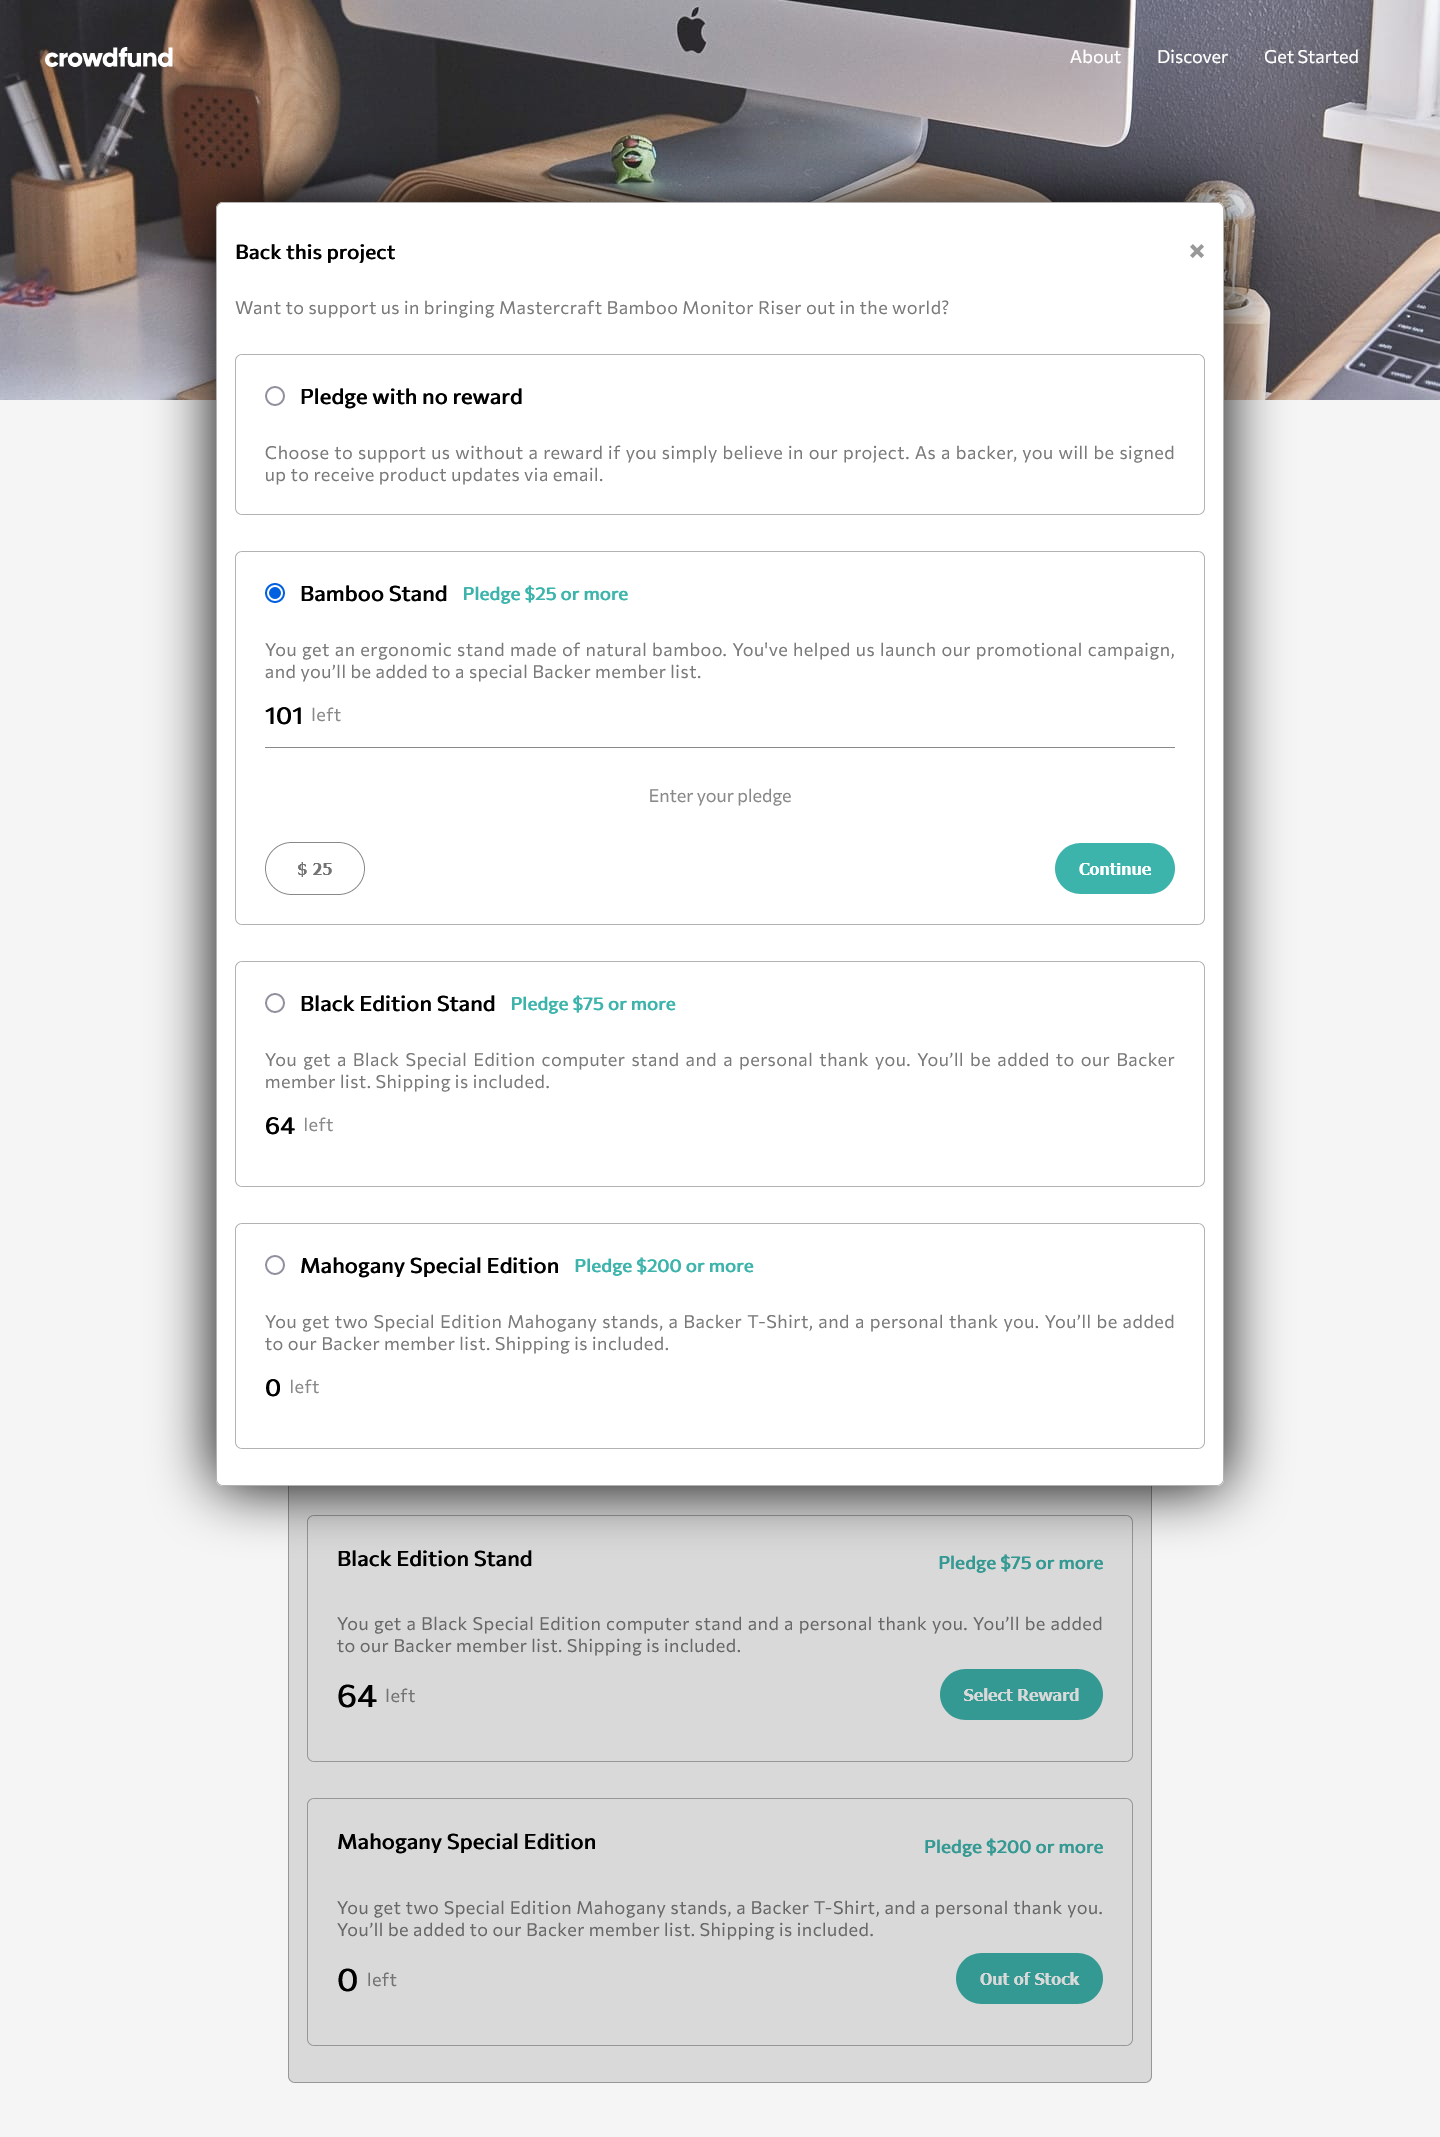 crowdfund
About
Discover
Get Started
Back this project
✖
Want to support us in bringing Mastercraft Bamboo Monitor Riser out in the world?
Pledge with no reward
Choose to support us without a reward if you simply believe in our project. As a backer, you will be signed
up to receive product updates via email.
Bamboo Stand Pledge $25 or more
You get an ergonomic stand made of natural bamboo. You've helped us launch our promotional campaign,
and you’ll be added to a special Backer member list.
101 left
Enter your pledge
$ 25
Continue
Black Edition Stand Pledge $75 or more
You get a Black Special Edition computer stand and a personal thank you. You’ll be added to our Backer
member list. Shipping is included.
64 left
Mahogany Special Edition Pledge $200 or more
You get two Special Edition Mahogany stands, a Backer T-Shirt, and a personal thank you. You’ll be added
to our Backer member list. Shipping is included.
0 left
Black Edition Stand
Pledge $75 or more
You get a Black Special Edition computer stand and a personal thank you. You’ll be added
to our Backer member list. Shipping is included.
64 left
Select Reward
Mahogany Special Edition
Pledge $200 or more
You get two Special Edition Mahogany stands, a Backer T-Shirt, and a personal thank you.
You’ll be added to our Backer member list. Shipping is included.
0 left
Out of Stock